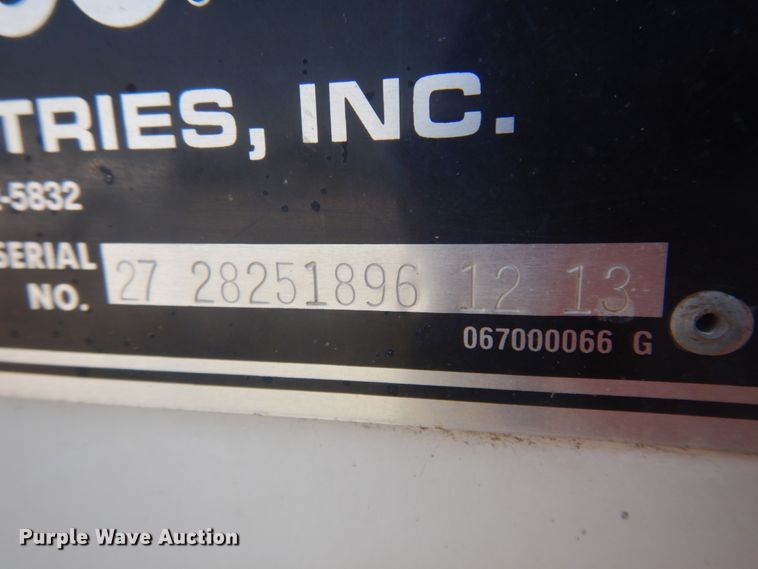 TRIES, INC.
-5832
SERIAL NO. 27 28251896 12 13
067000066 G
Purple Wave Auction